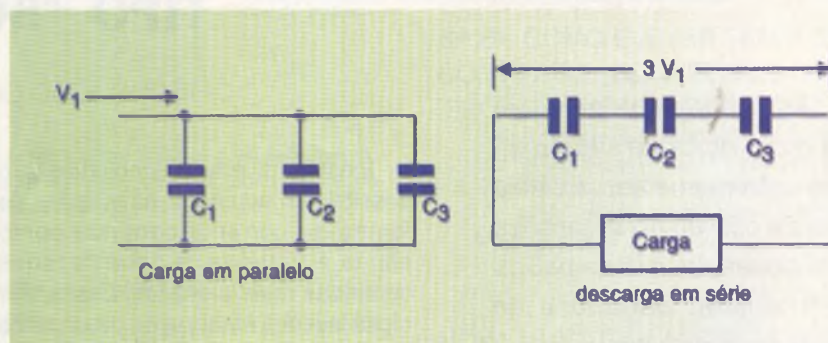 V1
C1
C2
C3
Carga em paralelo
3 V1
C1
C2
C3
Carga
descarga em série